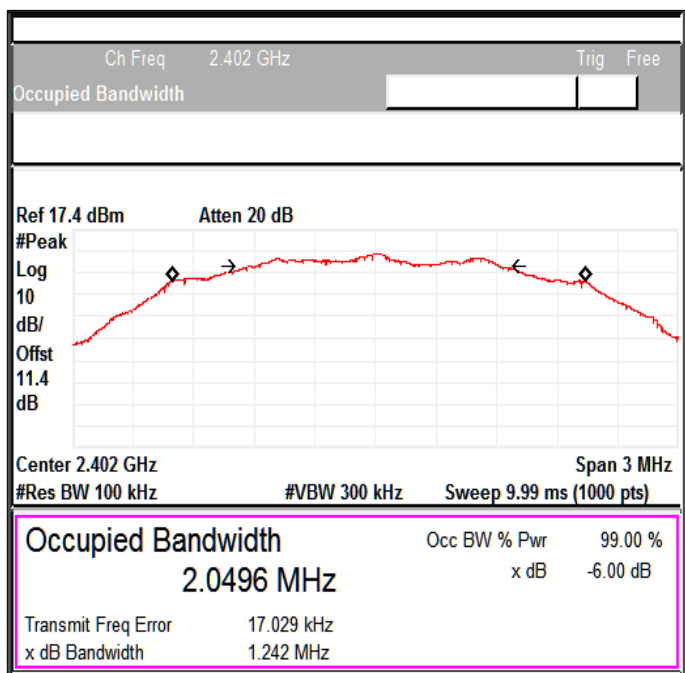 Ch Freq 2.402 GHz Trig Free
Occupied Bandwidth
Ref 17.4 dBm Atten 20 dB
#Peak
Log
10
dB/
Offst
11.4
dB
Center 2.402 GHz Span 3 MHz
#Res BW 100 kHz #VBW 300 kHz Sweep 9.99 ms (1000 pts)
Occupied Bandwidth Occ BW % Pwr 99.00 %
2.0496 MHz x dB -6.00 dB
Transmit Freq Error 17.029 kHz
x dB Bandwidth 1.242 MHz